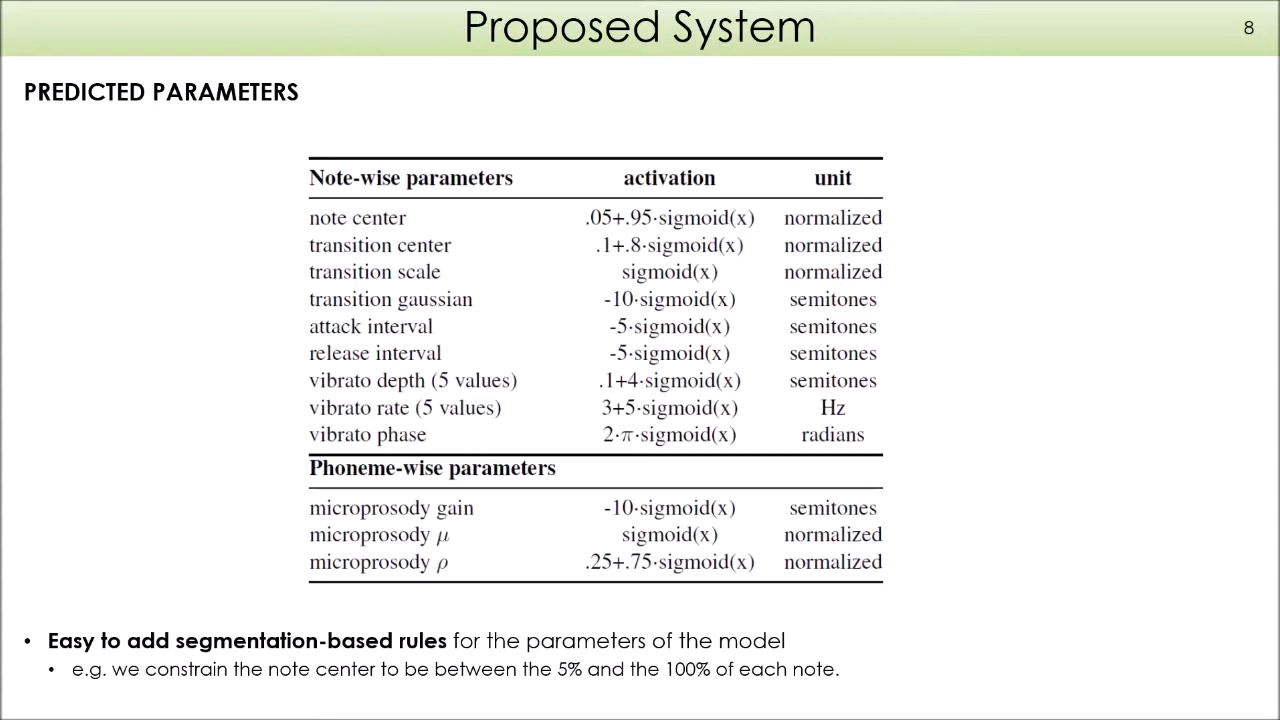 Proposed System
8
PREDICTED PARAMETERS
Note-wise parameters activation unit
note center .05+.95·sigmoid(x) normalized
transition center .1+.8·sigmoid(x) normalized
transition scale sigmoid(x) normalized
transition gaussian -10·sigmoid(x) semitones
attack interval -5·sigmoid(x) semitones
release interval -5·sigmoid(x) semitones
vibrato depth (5 values) .1+4·sigmoid(x) semitones
vibrato rate (5 values) 3+5·sigmoid(x) Hz
vibrato phase 2·π·sigmoid(x) radians
Phoneme-wise parameters
microprosody gain -10·sigmoid(x) semitones
microprosody μ sigmoid(x) normalized
microprosody ρ .25+.75·sigmoid(x) normalized
• Easy to add segmentation-based rules for the parameters of the model
• e.g. we constrain the note center to be between the 5% and the 100% of each note.